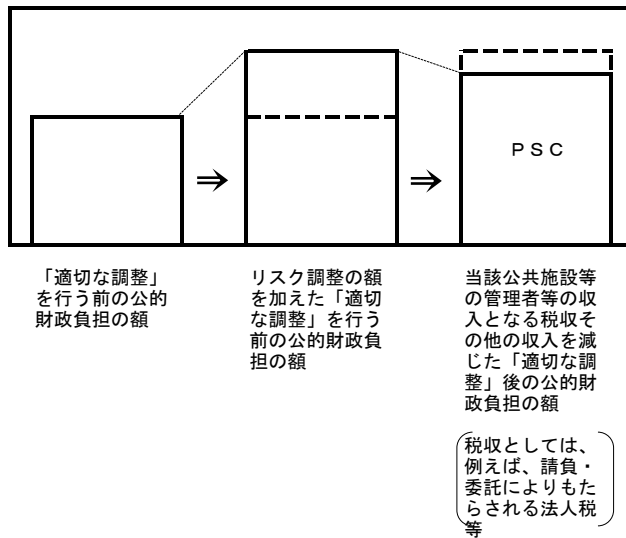 ＰＳＣ
⇒
⇒
「適切な調整」
を行う前の公的
財政負担の額
リスク調整の額
を加えた「適切
な調整」を行う
前の公的財政負
担の額
当該公共施設等
の管理者等の収
入となる税収そ
の他の収入を減
じた「適切な調
整」後の公的財
政負担の額
税収としては、
例えば、請負・
委託によりもた
らされる法人税
等